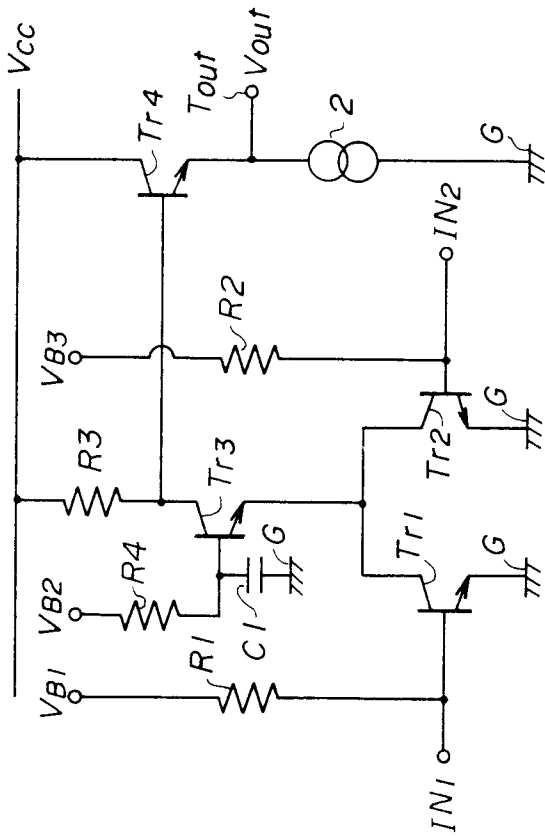 Vcc
VB1
VB2
VB3
R3
R4
R1
R2
C1
G
Tr3
Tr4
Tout
Vout
2
G
Tr1
Tr2
G
G
IN1
IN2